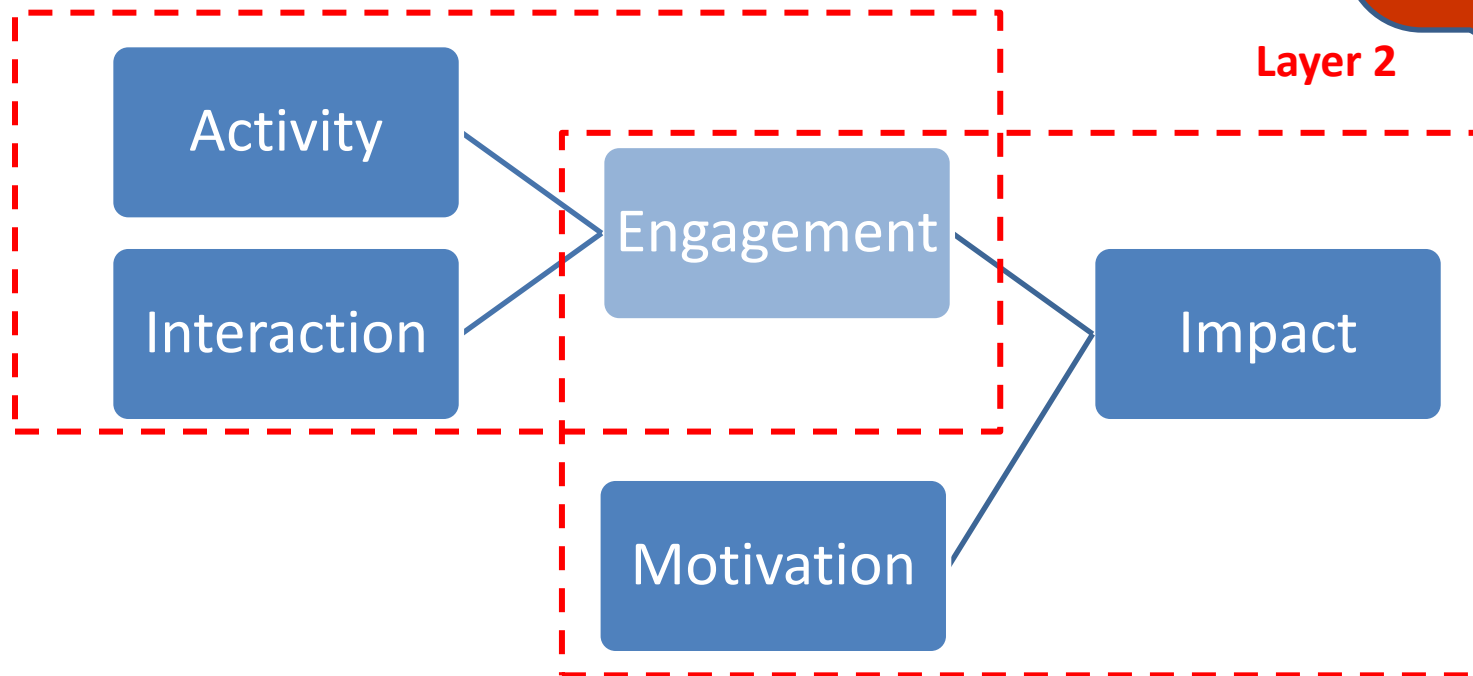 Layer 2
Activity
Engagement
Interaction
Impact
Motivation